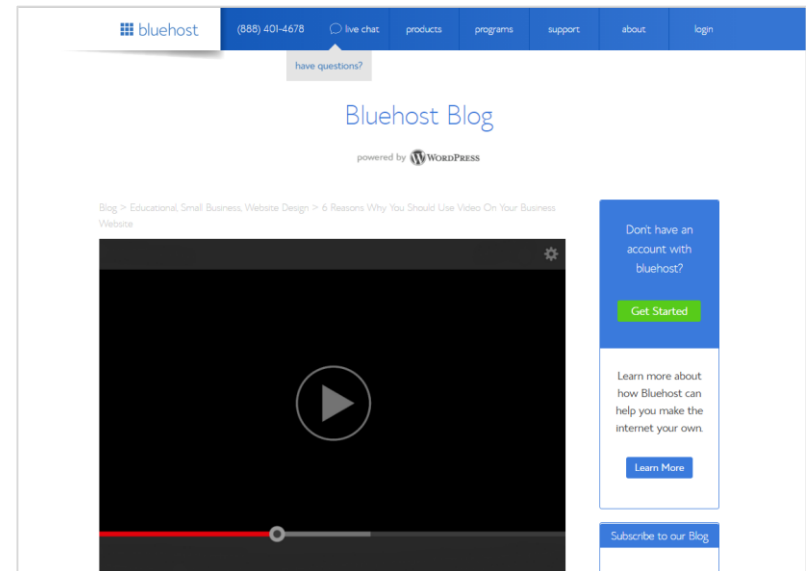 bluehost
(888) 401-4678
live chat
products
programs
support
about
login
have questions?
Bluehost Blog
powered by WORDPRESS
Blog > Educational, Small Business, Website Design > 6 Reasons Why You Should Use Video On Your Business
Website
Don't have an
account with
bluehost?
Get Started
Learn more about
how Bluehost can
help you make the
internet your own.
Learn More
Subscribe to our Blog